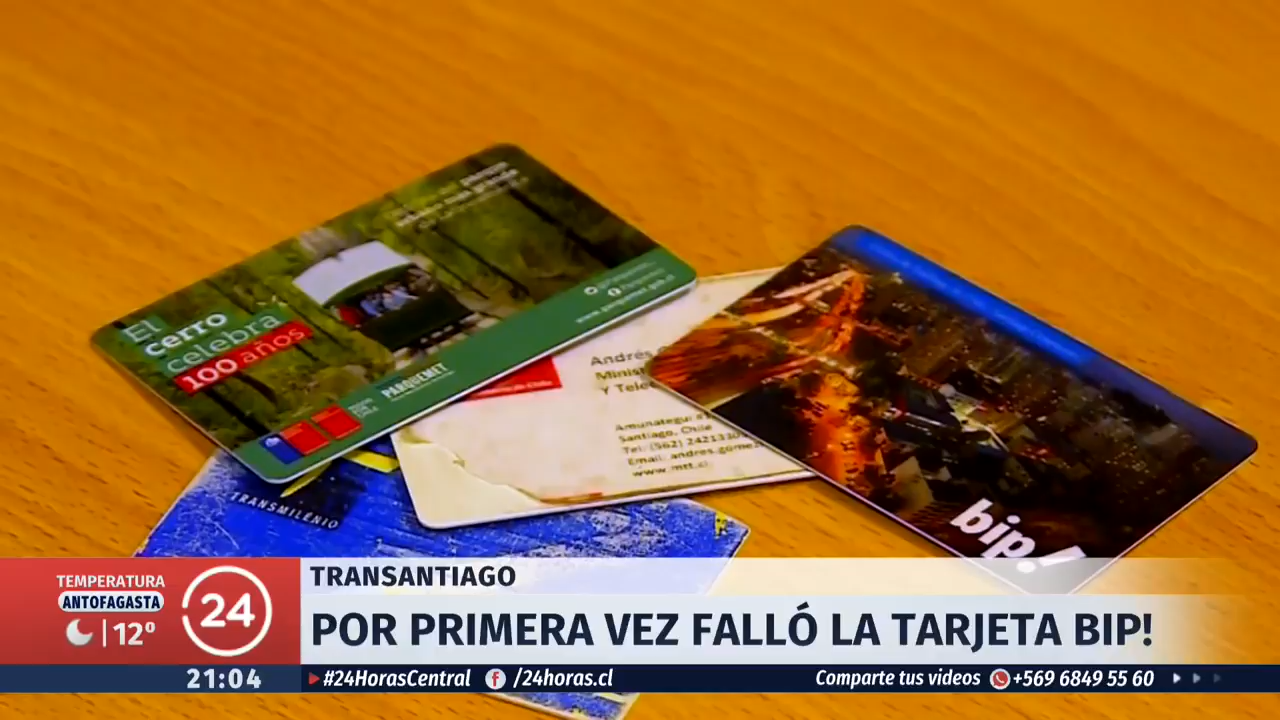 El
cerro
celebra
100 años
www.parquemet.gob.cl
PARQUEMET
TRANSMILENIO
Andrés
Minis
Y Tele
Amunátegui
Santiago, Chile
Tel: (562) 2421330
Email: andres.gome
www.mtt.cl
bip!
TEMPERATURA
ANTOFAGASTA
12º
24
TRANSANTIAGO
POR PRIMERA VEZ FALLÓ LA TARJETA BIP!
21:04
#24HorasCentral
/24horas.cl
Comparte tus videos
+569 6849 55 60